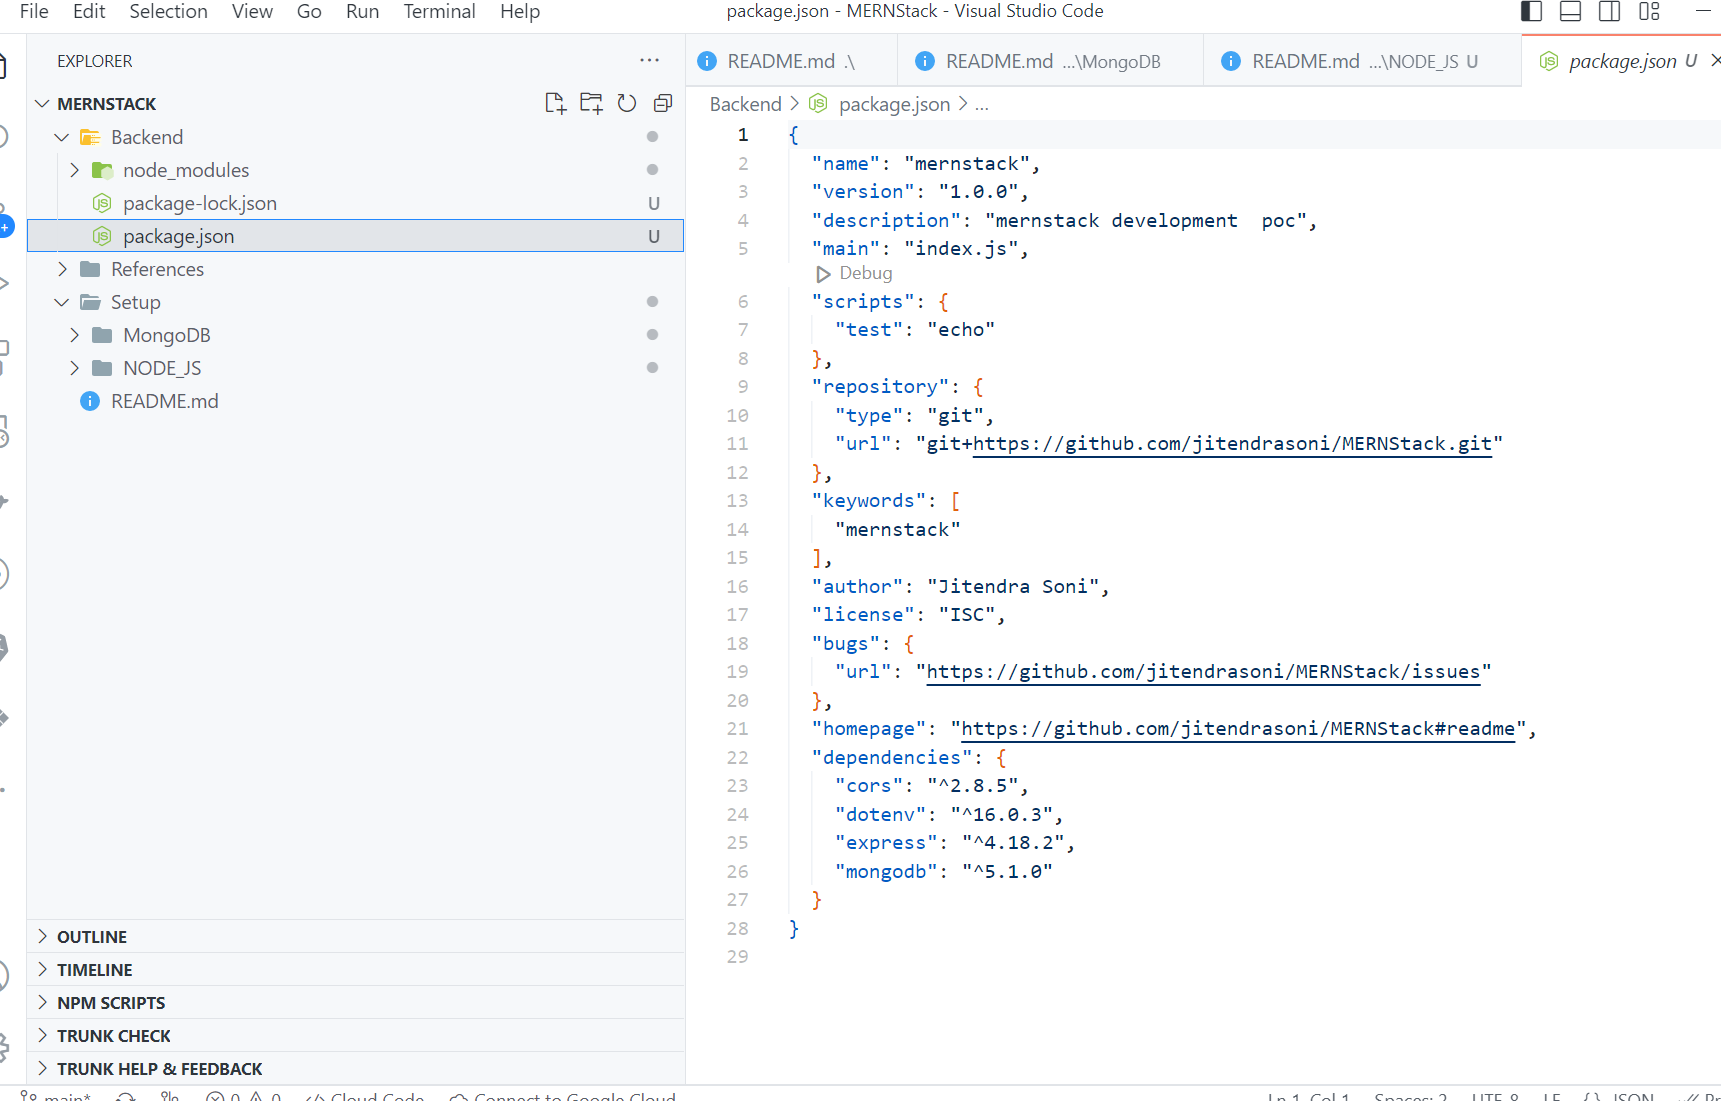 File Edit Selection View Go Run Terminal Help package.json - MERNStack - Visual Studio Code
EXPLORER ...
MERNSTACK
Backend
node_modules
package-lock.json U
package.json U
References
Setup
MongoDB
NODE_JS
README.md
OUTLINE
TIMELINE
NPM SCRIPTS
TRUNK CHECK
TRUNK HELP & FEEDBACK
README.md .\ README.md ...\MongoDB README.md ...\NODE_JS U package.json U
Backend > package.json > ...
1 {
2 "name": "mernstack",
3 "version": "1.0.0",
4 "description": "mernstack development  poc",
5 "main": "index.js",
Debug
6 "scripts": {
7 "test": "echo"
8 },
9 "repository": {
10 "type": "git",
11 "url": "git+https://github.com/jitendrasoni/MERNStack.git"
12 },
13 "keywords": [
14 "mernstack"
15 ],
16 "author": "Jitendra Soni",
17 "license": "ISC",
18 "bugs": {
19 "url": "https://github.com/jitendrasoni/MERNStack/issues"
20 },
21 "homepage": "https://github.com/jitendrasoni/MERNStack#readme",
22 "dependencies": {
23 "cors": "^2.8.5",
24 "dotenv": "^16.0.3",
25 "express": "^4.18.2",
26 "mongodb": "^5.1.0"
27 }
28 }
29
main* 0 0 Cloud Code Connect to Google Cloud Ln 1, Col 1 Spaces: 2 UTF-8 LF {} JSON